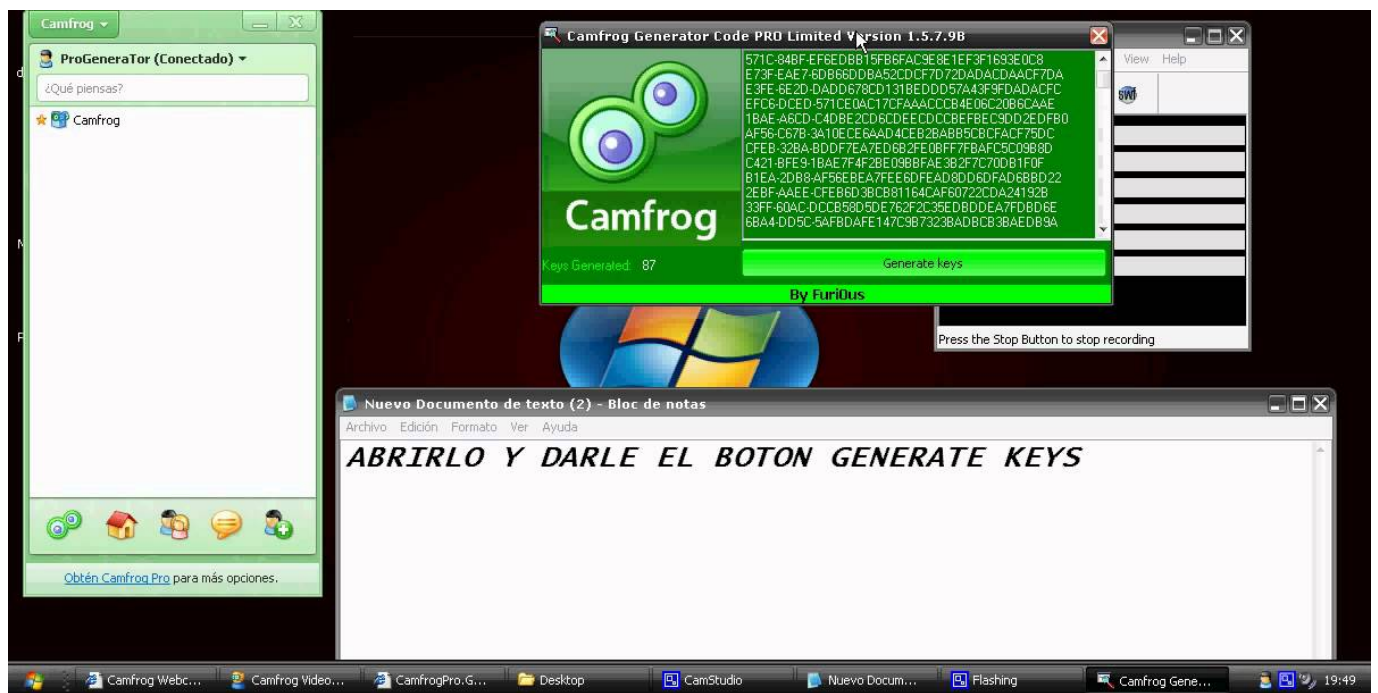 Camfrog
ProGeneraTor (Conectado)
¿Qué piensas?
Camfrog
Obtén Camfrog Pro para más opciones.
Camfrog Generator Code PRO Limited Version 1.5.7.9B
571C-84BF-EF6EDBB15FB6FAC9E8E1EF3F1693E0C8
E73F-EAE7-6DB66DDBA52CDCF7D72DADACDAACF7DA
E3FE-6E2D-DADD678CD131BEDDD57A43F9FDADACFC
EFC6-DCED-571CE0AC17CFAAACCCB4E06C20B6CAAE
1BAE-A6CD-C4DBE2CD6CDEECDCCBEFBEC9DD2EDFB0
AF56-C67B-3A10ECE6AAD4CEB2BABB5CBCFACF75DC
CFEB-32BA-BDDF7EA7ED6B2FE0BFF7FBAFC5C09B8D
C421-BFE9-1BAE7F4F2BE09BBFAE3B2F7C70DB1F0F
B1EA-2DB8-AF56EBEA7FEE6DFEAD8DD6DFAD6BBD22
2EBF-AAEE-CFEB6D3BCB81164CAF60722CDA24192B
33FF-60AC-DCCB58D5DE762F2C35EDBDDEA7FDBD6E
6BA4-DD5C-5AFBDAFE147C9B7323BADBCB3BAEDB9A
Camfrog
Keys Generated: 87
Generate keys
By Furi0us
View Help
Press the Stop Button to stop recording
Nuevo Documento de texto (2) - Bloc de notas
Archivo Edición Formato Ver Ayuda
ABRIRLO Y DARLE EL BOTON GENERATE KEYS
Camfrog Webc...
Camfrog Video...
CamfrogPro.G...
Desktop
CamStudio
Nuevo Docum...
Flashing
Camfrog Gene...
19:49